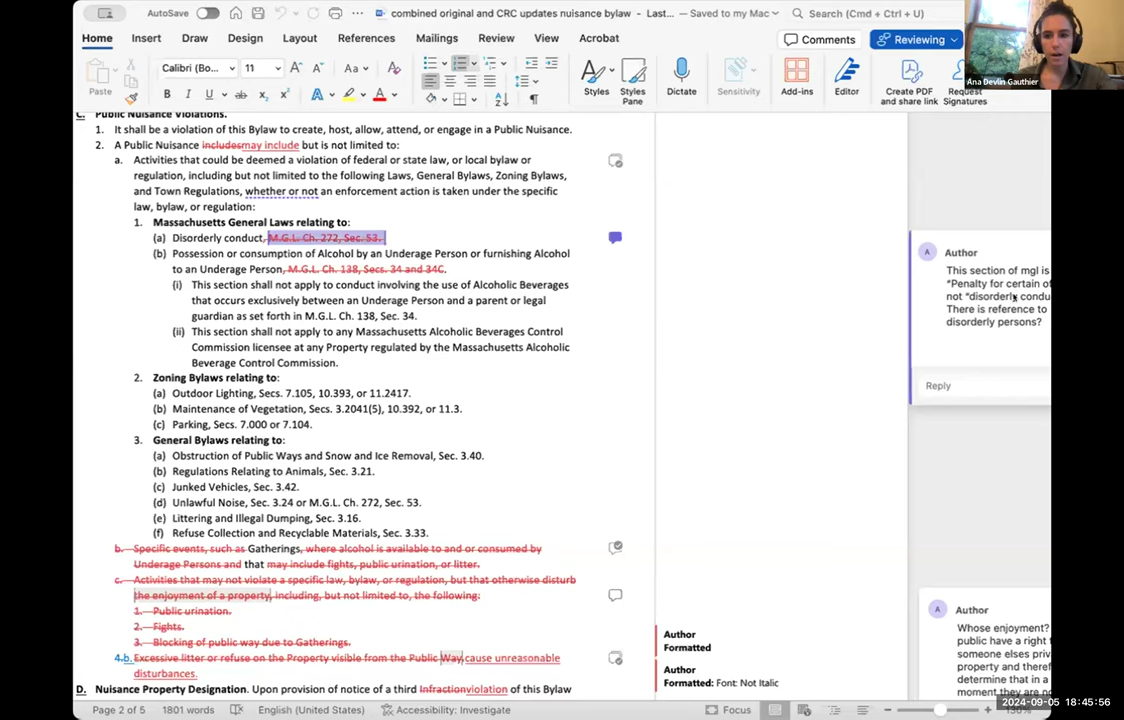 AutoSave
combined original and CRC updates nuisance bylaw - Last... — Saved to my Mac
Search (Cmd + Ctrl + U)
Home Insert Draw Design Layout References Mailings Review View Acrobat
Comments Reviewing
Ana Devlin Gauthier
Paste
Calibri (Bo... 11
Styles
Styles Pane
Dictate
Sensitivity
Add-ins
Editor
Create PDF and share link
Request Signatures
C. Public Nuisance Violations.
1. It shall be a violation of this Bylaw to create, host, allow, attend, or engage in a Public Nuisance.
2. A Public Nuisance includesmay include but is not limited to:
a. Activities that could be deemed a violation of federal or state law, or local bylaw or
regulation, including but not limited to the following Laws, General Bylaws, Zoning Bylaws,
and Town Regulations, whether or not an enforcement action is taken under the specific
law, bylaw, or regulation:
1. Massachusetts General Laws relating to:
(a) Disorderly conduct, M.G.L. Ch. 272, Sec. 53.
(b) Possession or consumption of Alcohol by an Underage Person or furnishing Alcohol
to an Underage Person, M.G.L. Ch. 138, Secs. 34 and 34C.
(i) This section shall not apply to conduct involving the use of Alcoholic Beverages
that occurs exclusively between an Underage Person and a parent or legal
guardian as set forth in M.G.L. Ch. 138, Sec. 34.
(ii) This section shall not apply to any Massachusetts Alcoholic Beverages Control
Commission licensee at any Property regulated by the Massachusetts Alcoholic
Beverage Control Commission.
2. Zoning Bylaws relating to:
(a) Outdoor Lighting, Secs. 7.105, 10.393, or 11.2417.
(b) Maintenance of Vegetation, Secs. 3.2041(5), 10.392, or 11.3.
(c) Parking, Secs. 7.000 or 7.104.
3. General Bylaws relating to:
(a) Obstruction of Public Ways and Snow and Ice Removal, Sec. 3.40.
(b) Regulations Relating to Animals, Sec. 3.21.
(c) Junked Vehicles, Sec. 3.42.
(d) Unlawful Noise, Sec. 3.24 or M.G.L. Ch. 272, Sec. 53.
(e) Littering and Illegal Dumping, Sec. 3.16.
(f) Refuse Collection and Recyclable Materials, Sec. 3.33.
b. Specific events, such as Gatherings, where alcohol is available to and or consumed by
Underage Persons and that may include fights, public urination, or litter.
c. Activities that may not violate a specific law, bylaw, or regulation, but that otherwise disturb
the enjoyment of a property, including, but not limited to, the following:
1. Public urination.
2. Fights.
3. Blocking of public way due to Gatherings.
4.b. Excessive litter or refuse on the Property visible from the Public Way.cause unreasonable
disturbances.
D. Nuisance Property Designation. Upon provision of notice of a third Infractionviolation of this Bylaw
Author
Formatted
Author
Formatted: Font: Not Italic
A Author
This section of mgl is
"Penalty for certain of
not "disorderly condu
There is reference to
disorderly persons?
Reply
A Author
Whose enjoyment?
public have a right
someone elses priv
property and theref
determine that in a
moment they are no
Page 2 of 5 1801 words English (United States) Accessibility: Investigate Focus
2024-09-05 18:45:56